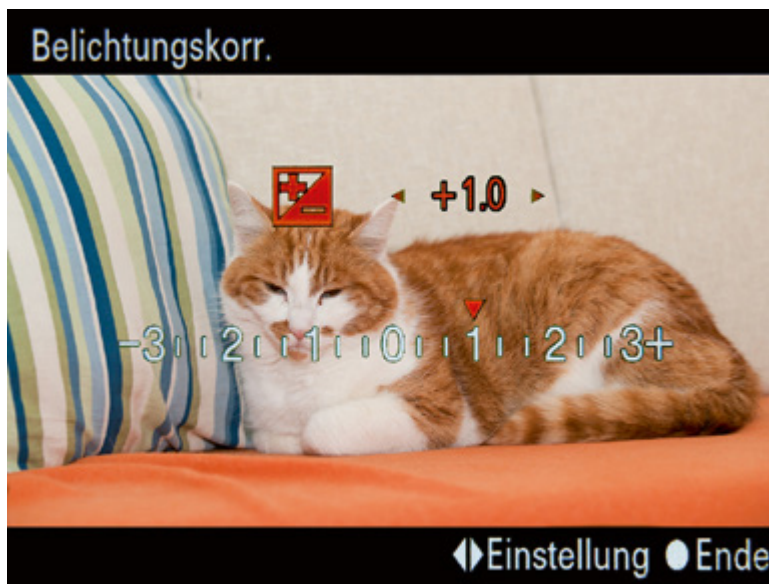 Belichtungskorr.
+1.0
-3 2 1 0 1 2 3+
Einstellung Ende